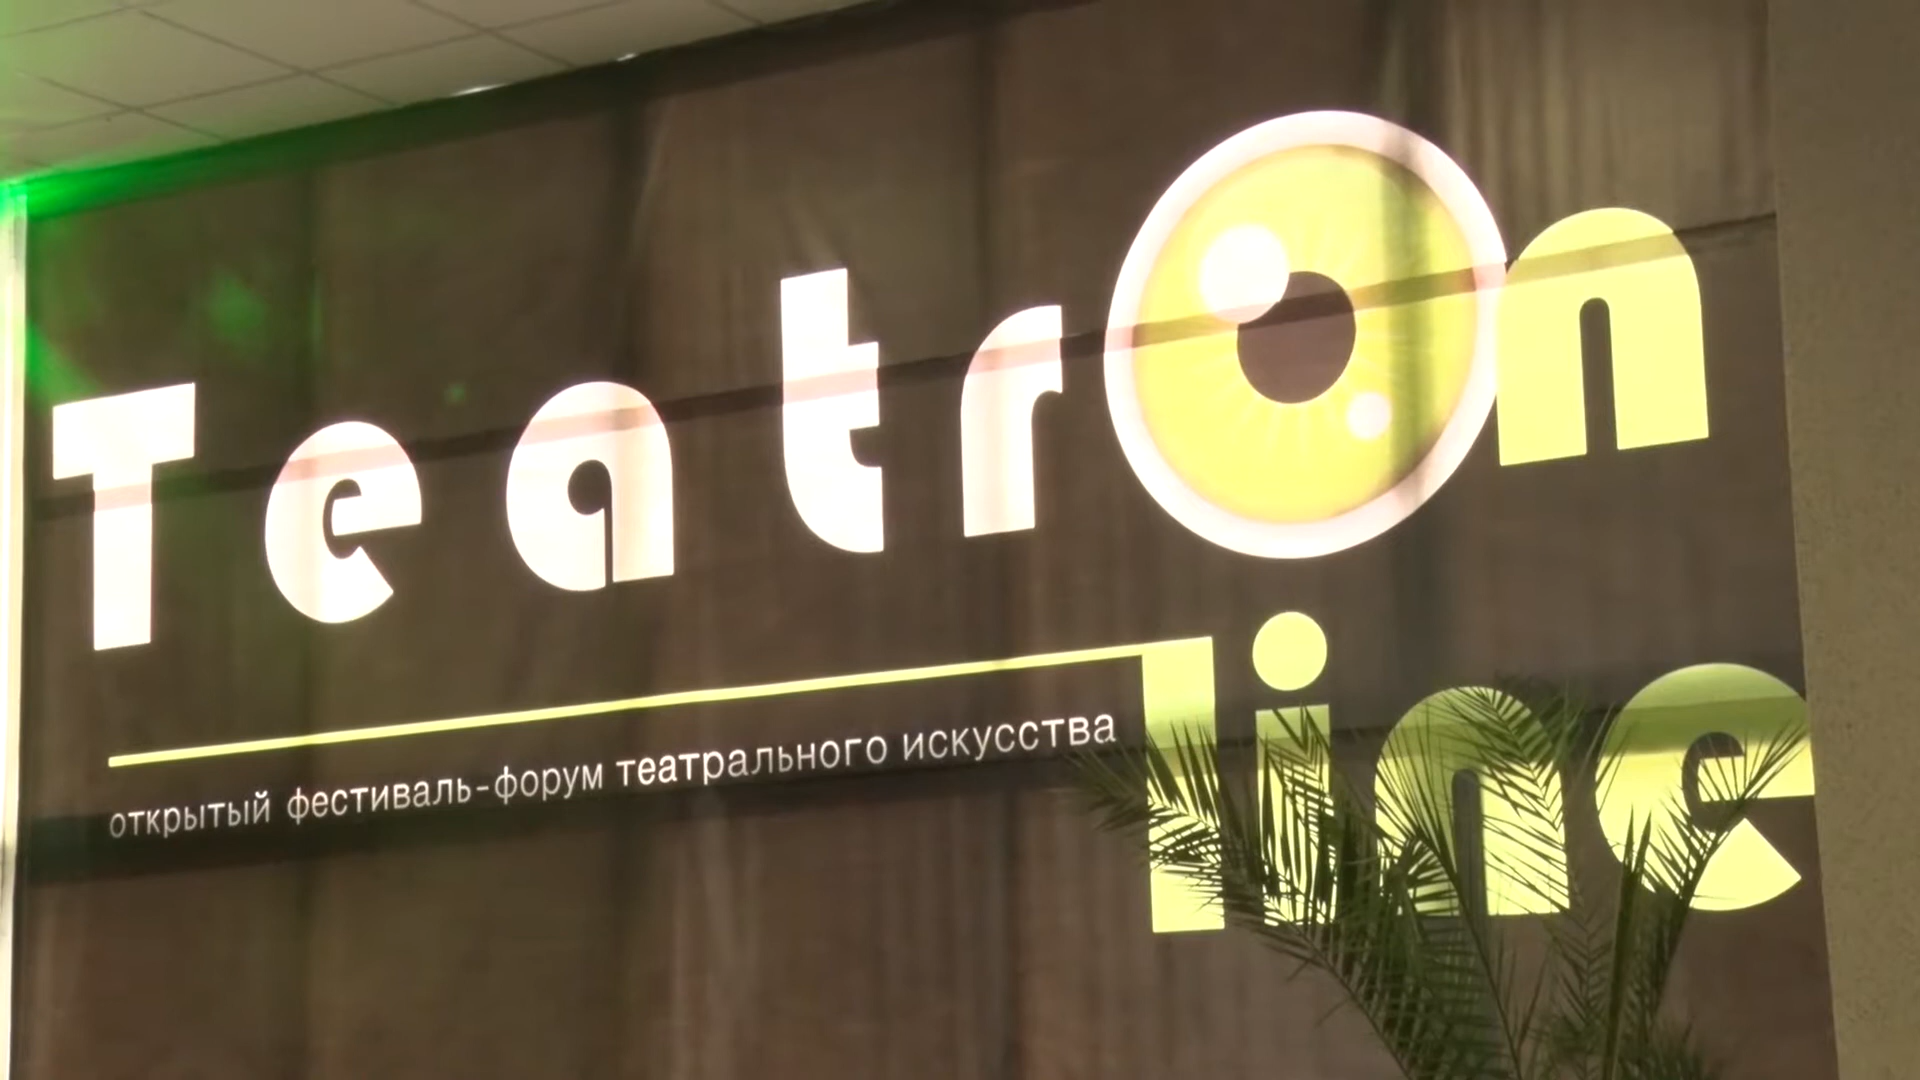 Teatron
line
открытый фестиваль-форум театрального искусства